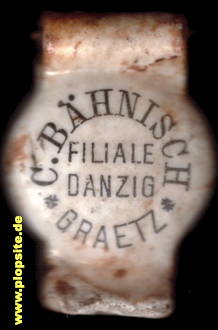 C. BÄHNISCH
FILIALE
DANZIG
* GRAETZ *
www.plopsite.de